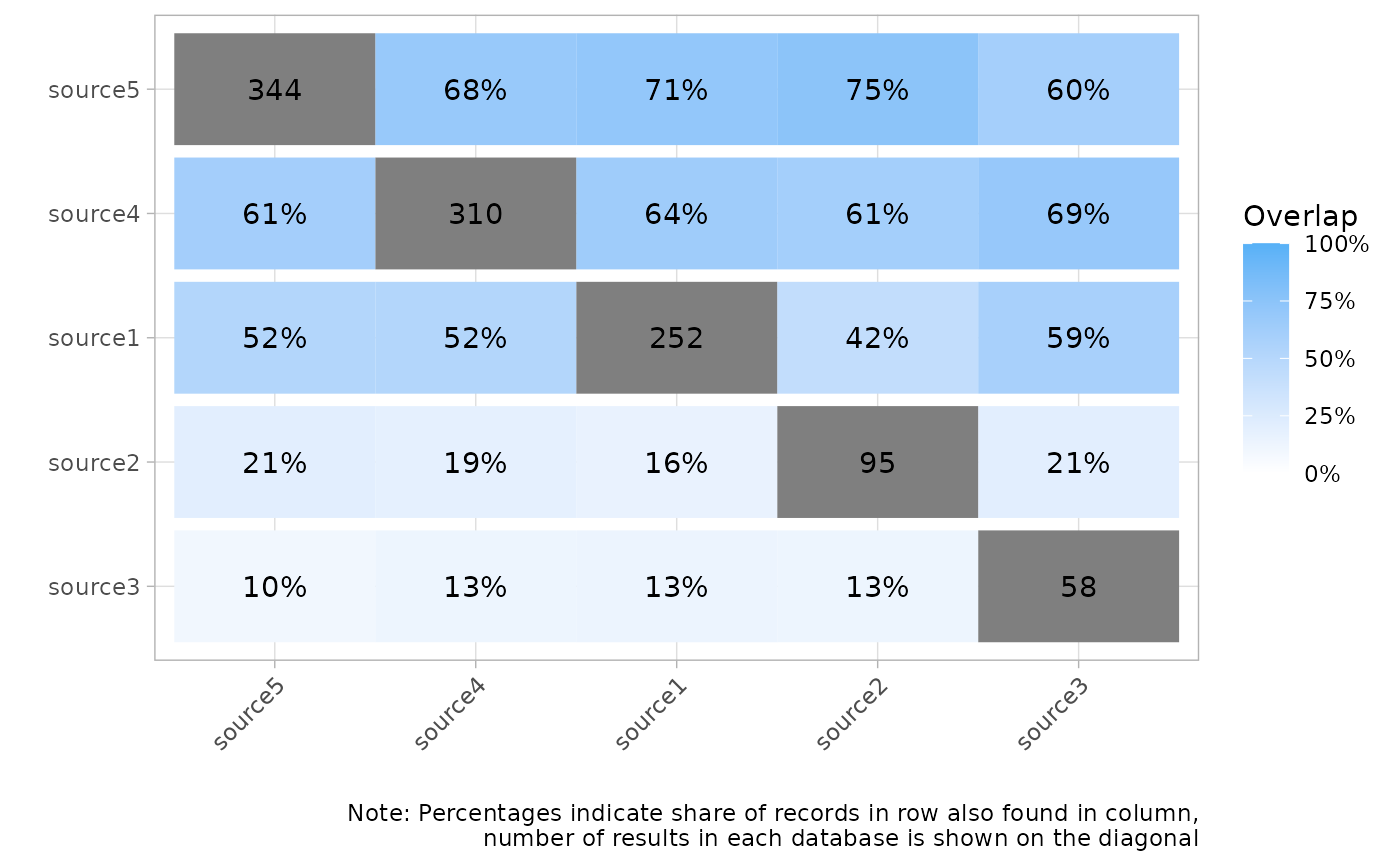 source5 344 68% 71% 75% 60%
source4 61% 310 64% 61% 69%
source1 52% 52% 252 42% 59%
source2 21% 19% 16% 95 21%
source3 10% 13% 13% 13% 58
source5 source4 source1 source2 source3
Overlap
100%
75%
50%
25%
0%
Note: Percentages indicate share of records in row also found in column,
number of results in each database is shown on the diagonal